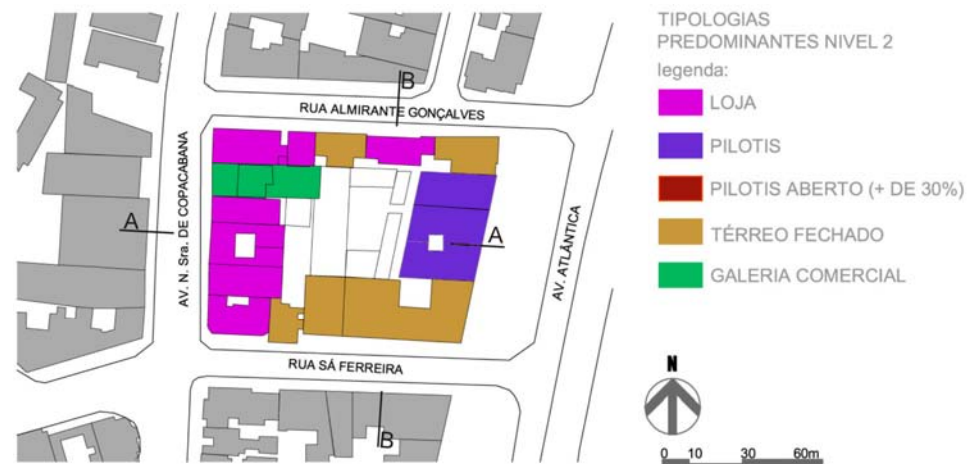 TIPOLOGIAS
PREDOMINANTES NIVEL 2
legenda:
LOJA
PILOTIS
PILOTIS ABERTO (+ DE 30%)
TÉRREO FECHADO
GALERIA COMERCIAL
B
RUA ALMIRANTE GONÇALVES
AV. N. Sra. DE COPACABANA
A
A
AV. ATLÂNTICA
RUA SÁ FERREIRA
B
N
0 10 30 60m